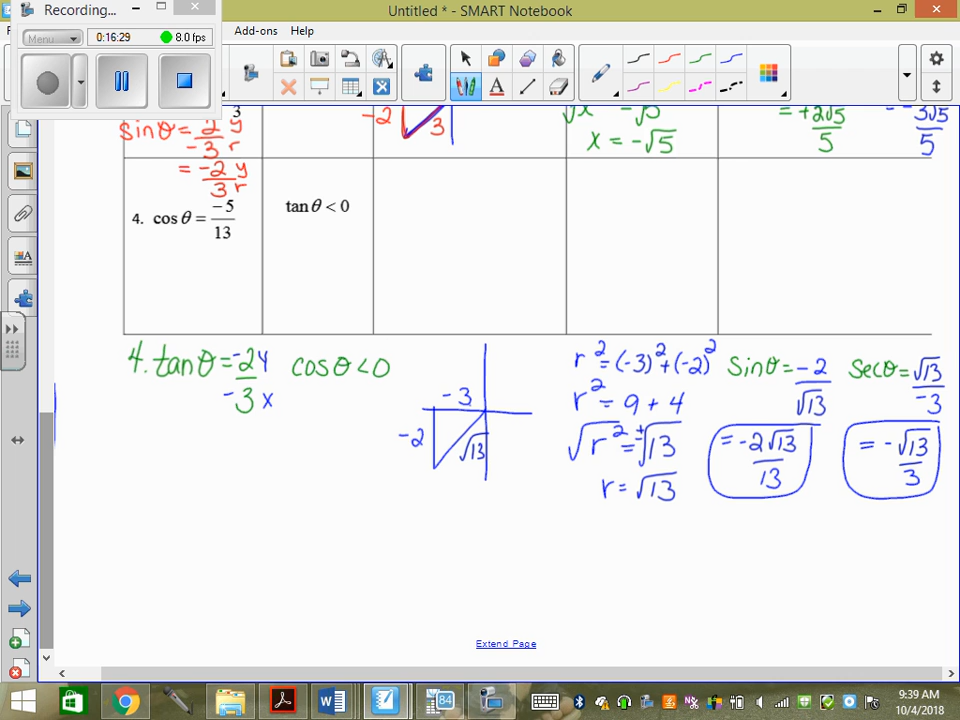 Untitled * - SMART Notebook
Recording...
Menu
0:16:29
8.0 fps
Add-ons Help
3
sinθ = 2 y
-3 r
= -2 y
3 r
-2
3
√x = -√5
x = -√5
= +2√5
5
-3√5
5
4. cos θ = -5
13
tan θ < 0
4. tanθ = -2 y
-3 x
cosθ < 0
-3
-2
√13
r² = (-3)² + (-2)²
r² = 9 + 4
√r² = ±√13
r = √13
Sinθ = -2
√13
= -2√13
13
Secθ = √13
-3
= -√13
3
Extend Page
84
9:39 AM
10/4/2018